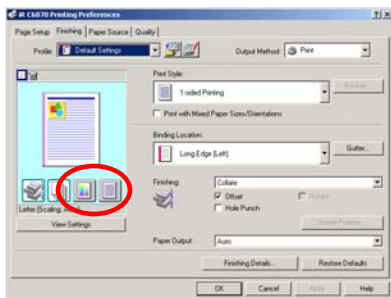 iR C6070 Printing Preferences
Page Setup Finishing Paper Source Quality
Profile: Default Settings Output Method: Print
Print Style:
1-sided Printing
Booklet...
Print with Mixed Paper Sizes/Orientations
Binding Location:
Long Edge [Left] Gutter...
Finishing: Collate
Offset Rotate
Hole Punch
Letter [Scaling: Auto]
View Settings
Staple Position...
Paper Output: Auto
Finishing Details... Restore Defaults
OK Cancel Apply Help